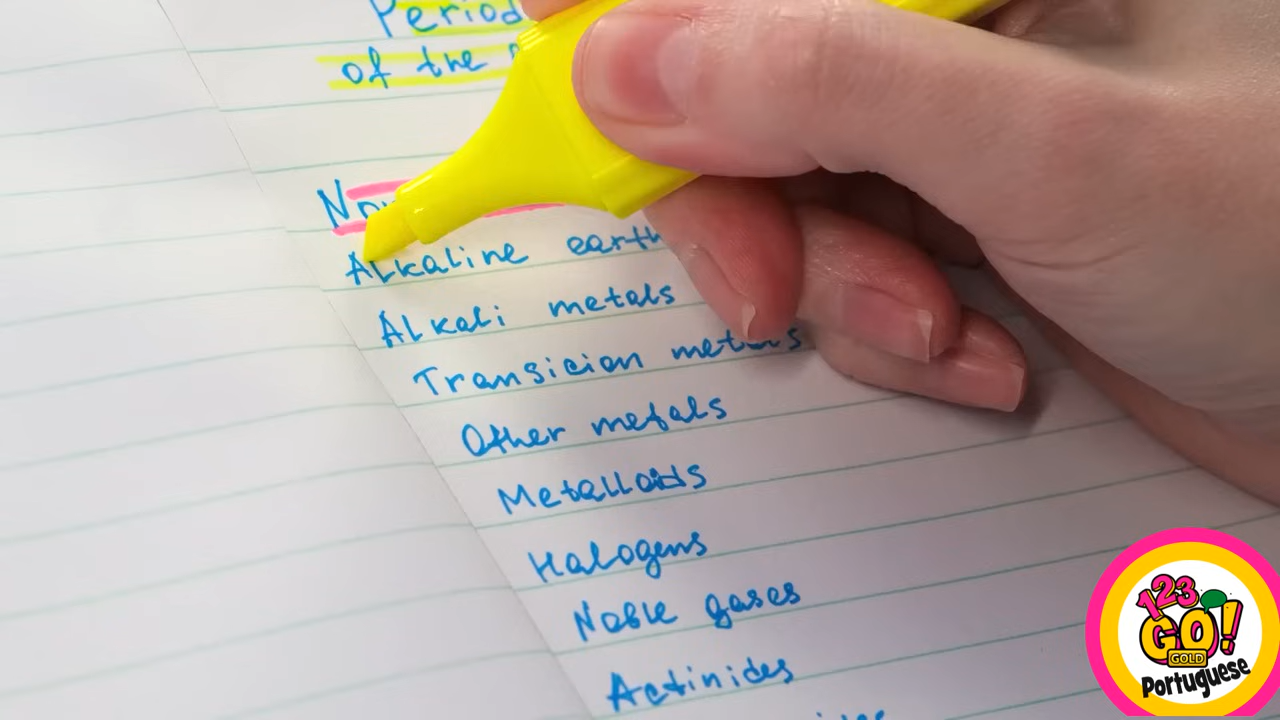 Period
of the
Alkaline earth
Alkali metals
Transicion metals
Other metals
Metalloids
Halogens
Noble gases
Actinides
123
GO!
GOLD
Portuguese